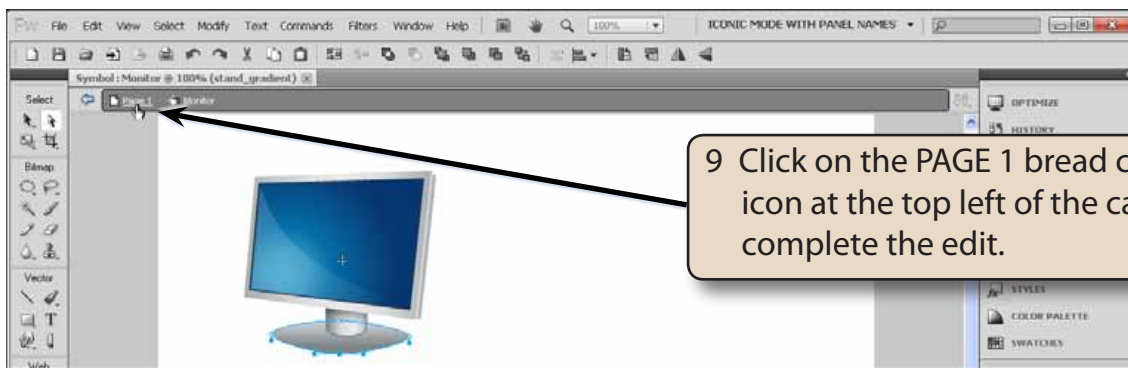 Fw File Edit View Select Modify Text Commands Filters Window Help 100% ICONIC MODE WITH PANEL NAMES
Symbol : Monitor @ 100% (stand_gradient)
Select
Page 1 Monitor
OPTIMIZE
HISTORY
Bitmap
9 Click on the PAGE 1 bread
icon at the top left of the
complete the edit.
Vector
STYLES
COLOR PALETTE
SWATCHES
Web